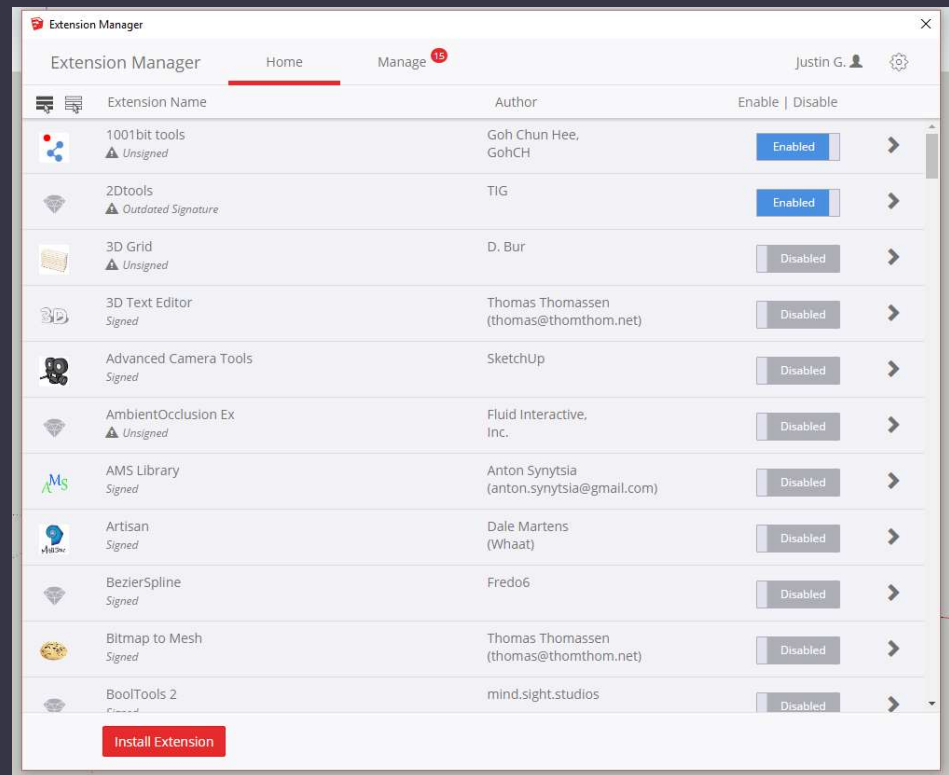 Extension Manager
Extension Manager
Home
Manage 15
Justin G.
Extension Name
Author
Enable | Disable
1001bit tools
Unsigned
Goh Chun Hee,
GohCH
Enabled
2Dtools
Outdated Signature
TIG
Enabled
3D Grid
Unsigned
D. Bur
Disabled
3D
3D Text Editor
Signed
Thomas Thomassen
(thomas@thomthom.net)
Disabled
Advanced Camera Tools
Signed
SketchUp
Disabled
AmbientOcclusion Ex
Unsigned
Fluid Interactive,
Inc.
Disabled
AMS
AMS Library
Signed
Anton Synytsia
(anton.synytsia@gmail.com)
Disabled
Artisan
Artisan
Signed
Dale Martens
(Whaat)
Disabled
BezierSpline
Signed
Fredo6
Disabled
Bitmap to Mesh
Signed
Thomas Thomassen
(thomas@thomthom.net)
Disabled
BoolTools 2
Signed
mind.sight.studios
Disabled
Install Extension